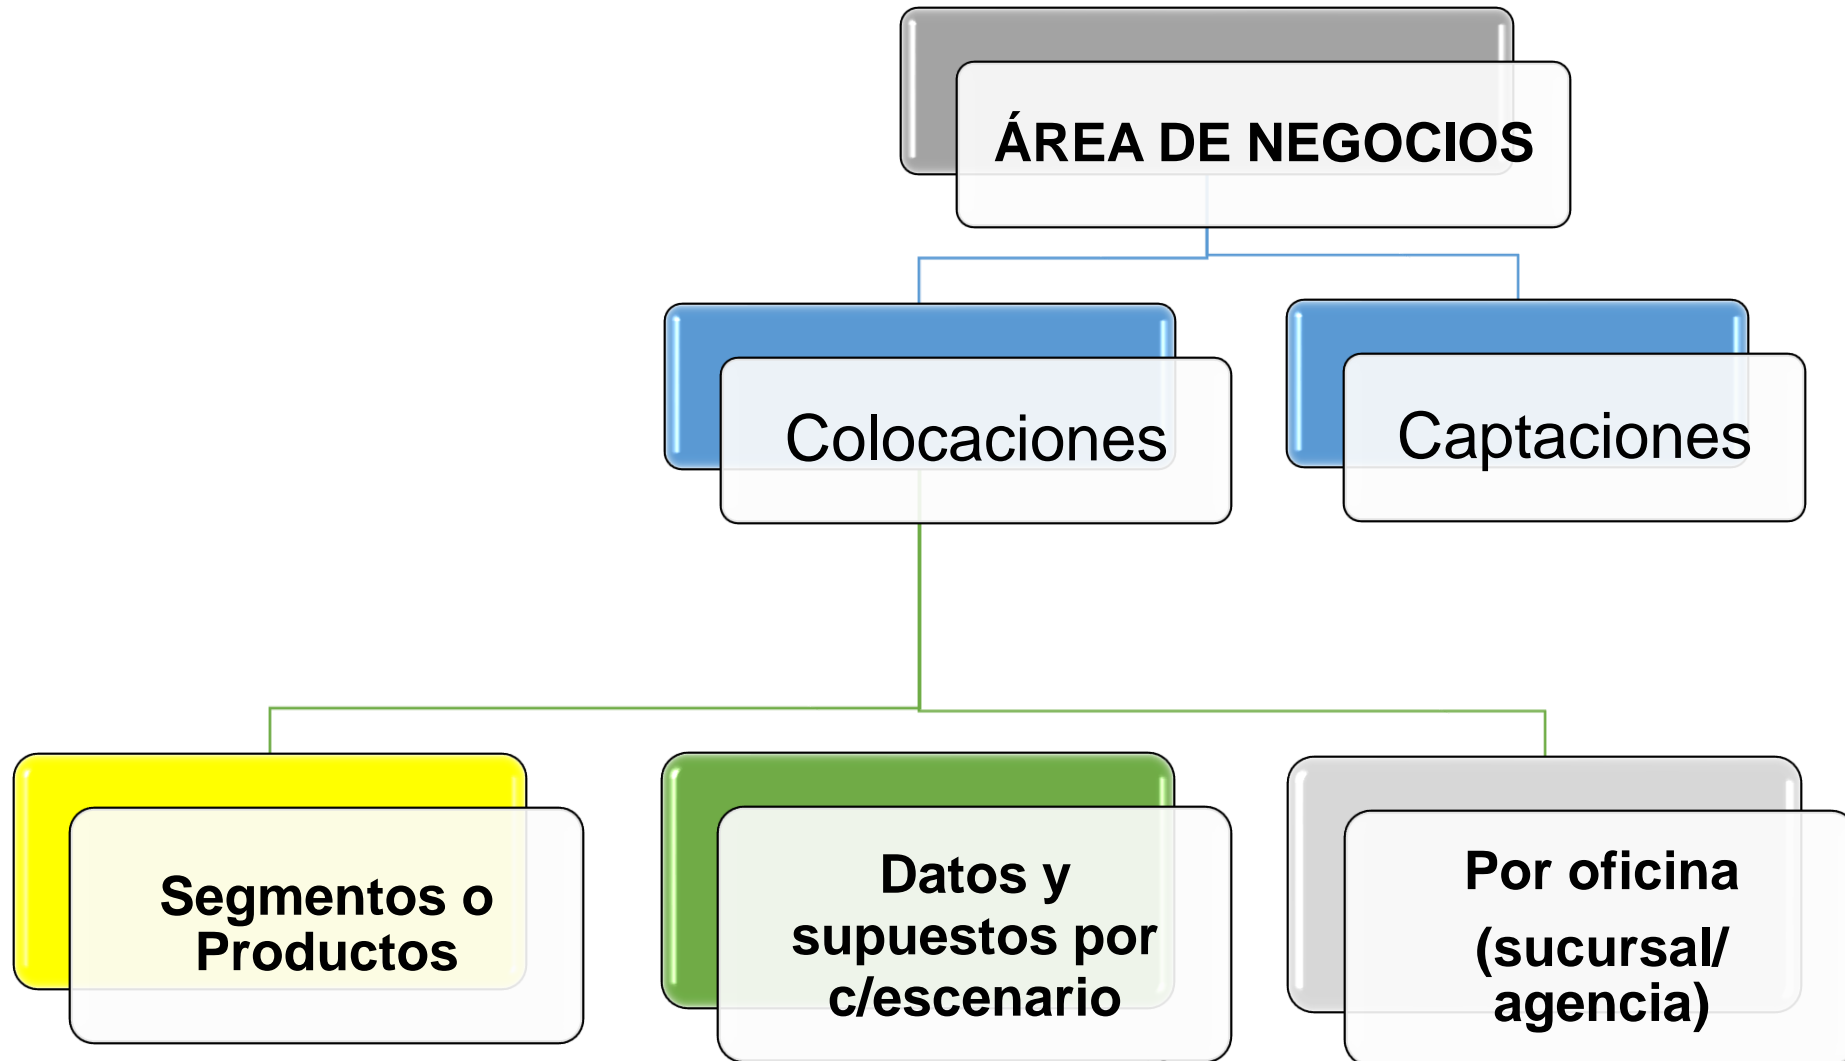 ÁREA DE NEGOCIOS
Colocaciones
Captaciones
Segmentos o
Productos
Datos y
supuestos por
c/escenario
Por oficina
(sucursal/
agencia)